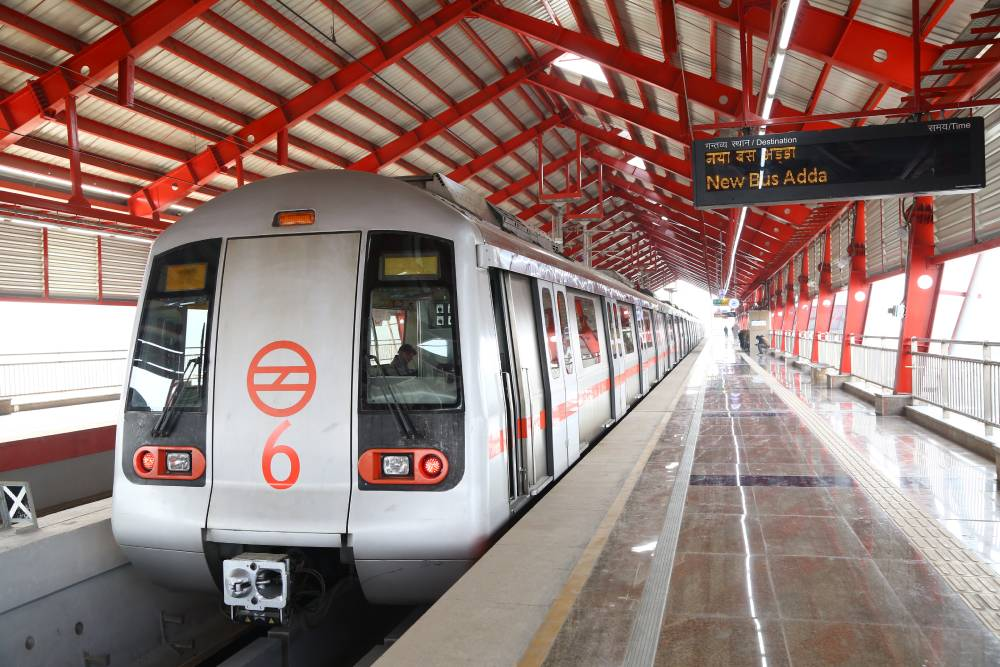 गन्तव्य स्थान / Destination
समय/Time
नया बस अड्डा
New Bus Adda
6